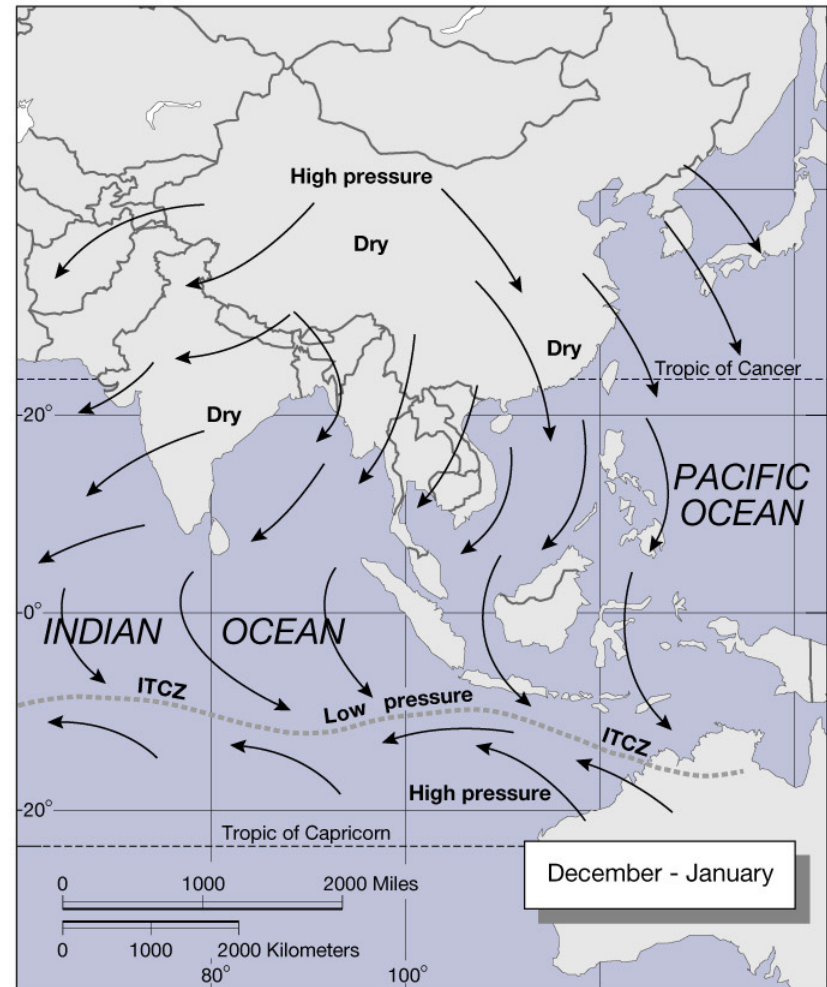 High pressure
Dry
Dry
Tropic of Cancer
20°
Dry
PACIFIC
OCEAN
0°
INDIAN OCEAN
ITCZ
Low pressure
ITCZ
High pressure
20°
Tropic of Capricorn
December - January
0 1000 2000 Miles
0 1000 2000 Kilometers
80° 100°